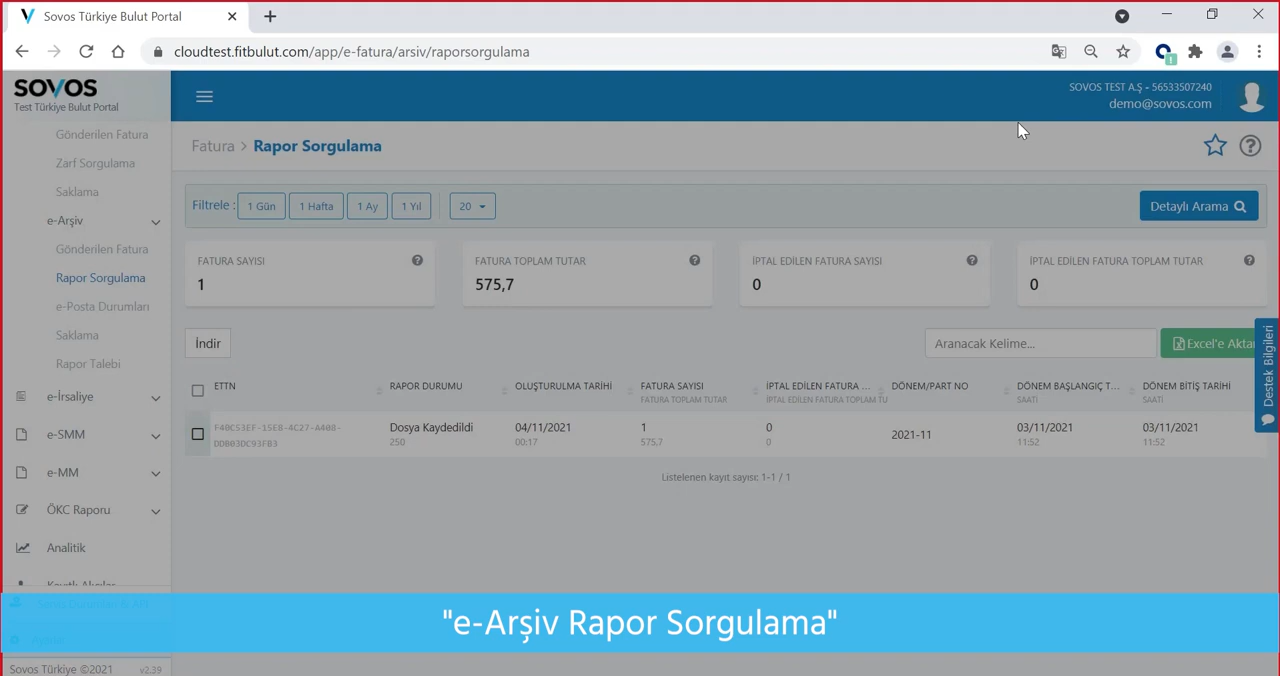 Sovos Türkiye Bulut Portal
cloudtest.fitbulut.com/app/e-fatura/arsiv/raporsorgulama
SOVOS
Test Türkiye Bulut Portal
SOVOS TEST A.Ş - 56533507240
demo@sovos.com
Gönderilen Fatura
Zarf Sorgulama
Saklama
e-Arşiv
Gönderilen Fatura
Rapor Sorgulama
e-Posta Durumları
Saklama
Rapor Talebi
e-İrsaliye
e-SMM
e-MM
ÖKC Raporu
Analitik
Fatura > Rapor Sorgulama
Filtrele : 1 Gün 1 Hafta 1 Ay 1 Yıl 20
Detaylı Arama
FATURA SAYISI
1
FATURA TOPLAM TUTAR
575,7
İPTAL EDİLEN FATURA SAYISI
0
İPTAL EDİLEN FATURA TOPLAM TUTAR
0
İndir
Aranacak Kelime...
Excel'e Aktar
Destek Bilgileri
ETTN RAPOR DURUMU OLUŞTURULMA TARİHİ FATURA SAYISI İPTAL EDİLEN FATURA ... DÖNEM/PART NO DÖNEM BAŞLANGIÇ T... DÖNEM BİTİŞ TARİHİ
FATURA TOPLAM TUTAR İPTAL EDİLEN FATURA TOPLAM TU SAATİ SAATİ
F40C53EF-15E8-4C27-A408- Dosya Kaydedildi 04/11/2021 1 0 2021-11 03/11/2021 03/11/2021
DDB03DC93FB3 250 00:17 575,7 0 11:52 11:52
Listelenen kayıt sayısı: 1-1 / 1
"e-Arşiv Rapor Sorgulama"
Sovos Türkiye ©2021 v2.39